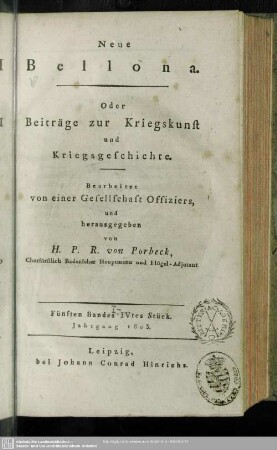 Neue
Bellona.
Oder
Beiträge zur Kriegskunst
und
Kriegsgeschichte.
Bearbeitet
von einer Gesellschaft Offiziers,
und
herausgegeben
von
H. P. R. von Porbeck,
Churfürstlich Badenscher Hauptmann und Flügel-Adjutant
Fünften Bandes IVtes Stück.
Jahrgang 1803.
Leipzig,
bei Johann Conrad Hinrichs.